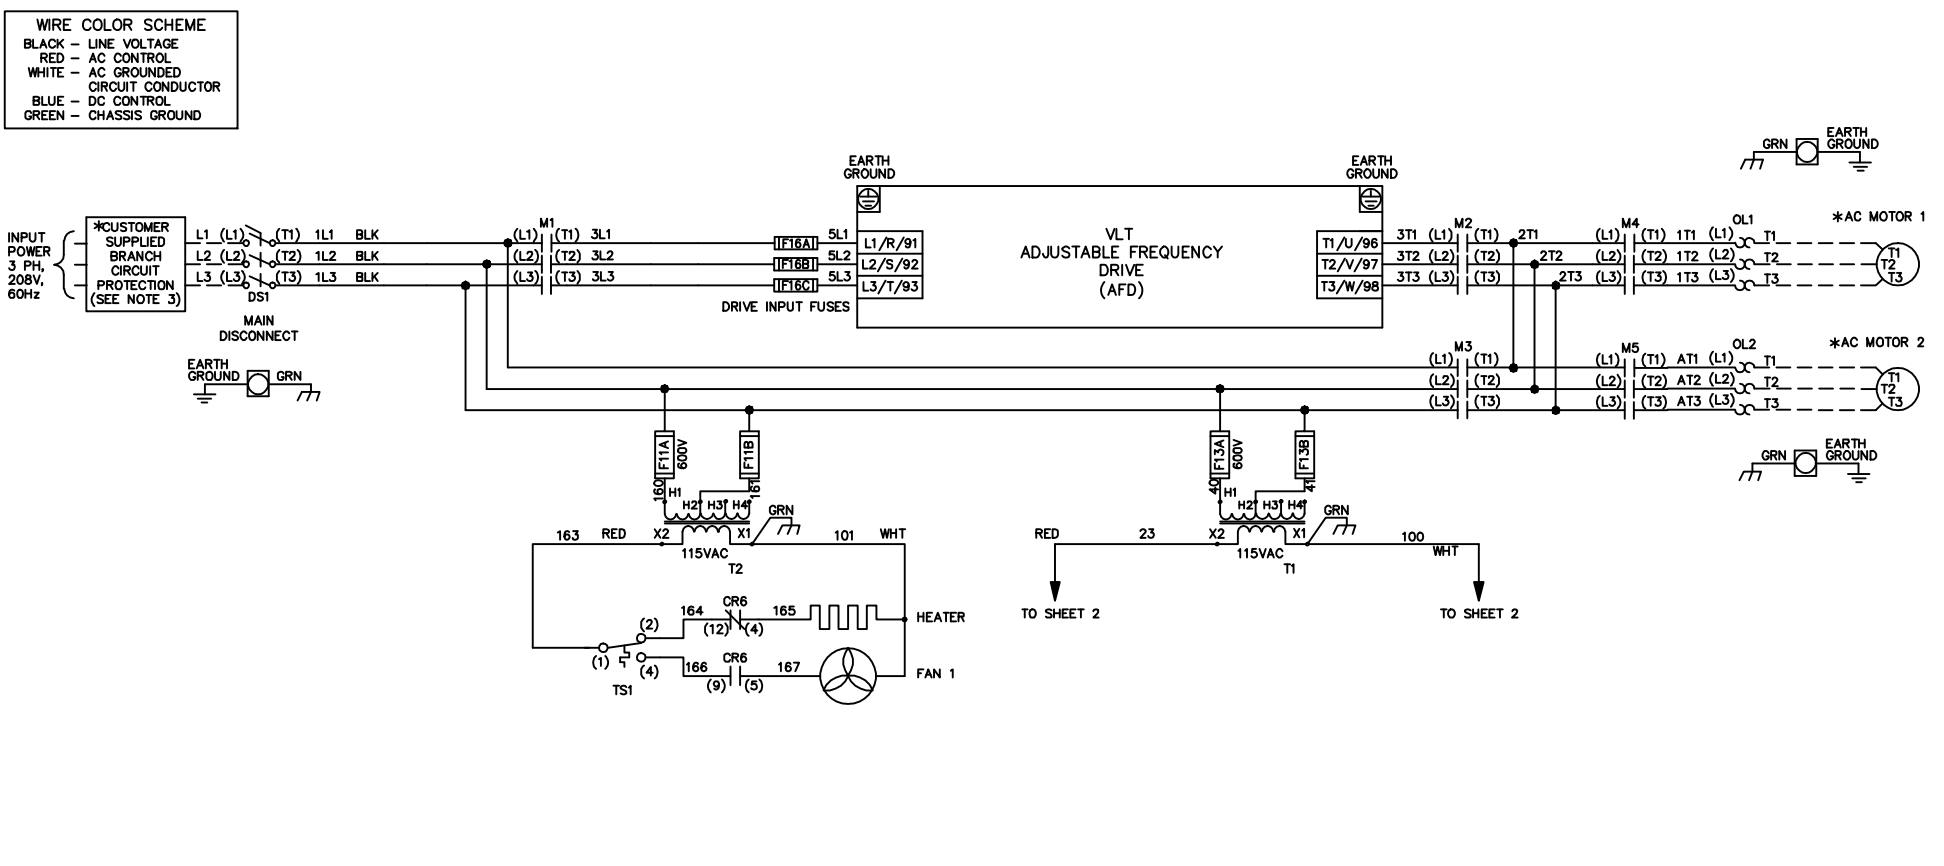 WIRE COLOR SCHEME
BLACK – LINE VOLTAGE
RED – AC CONTROL
WHITE – AC GROUNDED
CIRCUIT CONDUCTOR
BLUE – DC CONTROL
GREEN – CHASSIS GROUND
INPUT
POWER
3 PH,
208V,
60Hz
*CUSTOMER
SUPPLIED
BRANCH
CIRCUIT
PROTECTION
(SEE NOTE 3)
L1 (L1) (T1) 1L1 BLK
L2 (L2) (T2) 1L2 BLK
L3 (L3) (T3) 1L3 BLK
DS1
MAIN
DISCONNECT
EARTH
GROUND
GRN
M1
(L1) (T1) 3L1
(L2) (T2) 3L2
(L3) (T3) 3L3
F16A 5L1
F16B 5L2
F16C 5L3
DRIVE INPUT FUSES
EARTH
GROUND
EARTH
GROUND
L1/R/91
L2/S/92
L3/T/93
VLT
ADJUSTABLE FREQUENCY
DRIVE
(AFD)
T1/U/96
T2/V/97
T3/W/98
M2
3T1 (L1) (T1) 2T1
3T2 (L2) (T2) 2T2
3T3 (L3) (T3) 2T3
M4
(L1) (T1) 1T1 (L1)
(L2) (T2) 1T2 (L2)
(L3) (T3) 1T3 (L3)
OL1
T1
T2
T3
*AC MOTOR 1
T1
T2
T3
GRN
EARTH
GROUND
M3
(L1) (T1)
(L2) (T2)
(L3) (T3)
M5
(L1) (T1) AT1 (L1)
(L2) (T2) AT2 (L2)
(L3) (T3) AT3 (L3)
OL2
T1
T2
T3
*AC MOTOR 2
T1
T2
T3
GRN
EARTH
GROUND
F11A
600V
F11B
160
161
H1
H2 H3 H4
GRN
163 RED X2 X1 101 WHT
115VAC
T2
F13A
600V
F13B
40
41
H1
H2 H3 H4
GRN
RED 23 X2 X1 100
WHT
115VAC
T1
TO SHEET 2
TO SHEET 2
164 CR6 165
(12) (4)
HEATER
(2)
(1)
(4)
TS1
166 CR6 167
(9) (5)
FAN 1